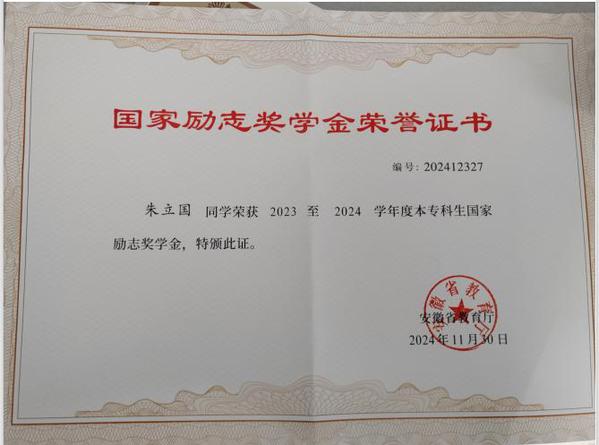 国家励志奖学金荣誉证书
编号：202412327
朱立国 同学荣获 2023 至 2024 学年度本专科生国家
励志奖学金，特颁此证。
安徽省教育厅
安徽省教育厅
2024年11月30日